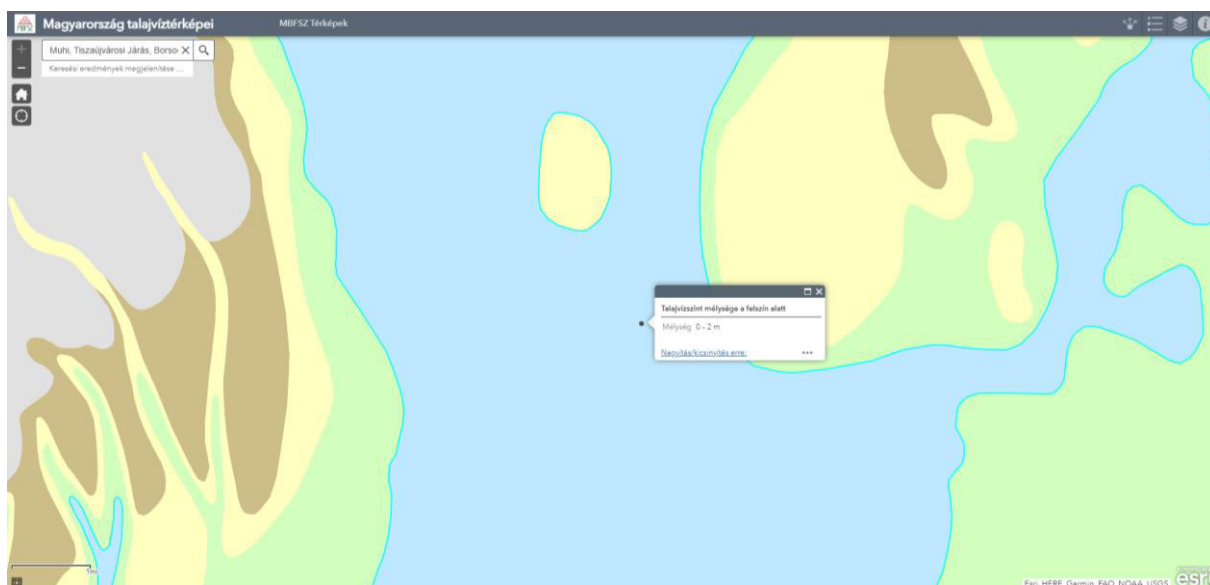 Magyarország talajvíztérképei
MBFSZ Térképek
Muhi, Tiszaújvárosi Járás, Borso
Keresési eredmények megjelenítése ...
Talajvízszint mélysége a felszín alatt
Mélység 0 - 2 m
Nagyítás/kicsinyítés erre:
1mi
Esri, HERE, Garmin, FAO, NOAA, USGS
esri